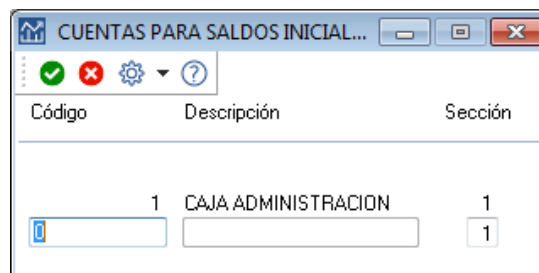 CUENTAS PARA SALDOS INICIAL...
Código Descripción Sección
1 CAJA ADMINISTRACION 1
0 1